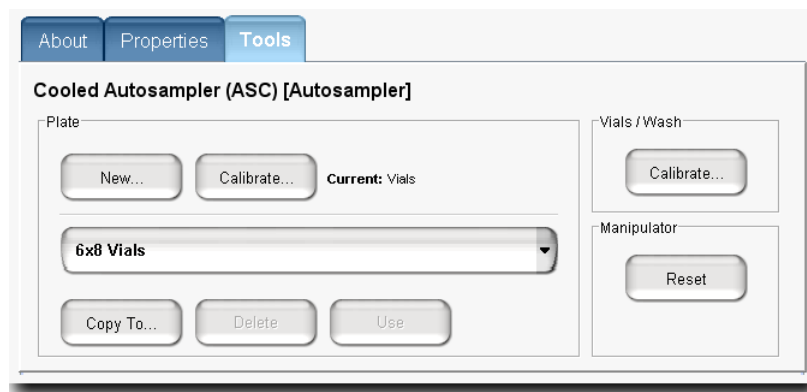 About Properties Tools
Cooled Autosampler (ASC) [Autosampler]
Plate
New... Calibrate... Current: Vials
6x8 Vials
Copy To... Delete Use
Vials / Wash
Calibrate...
Manipulator
Reset